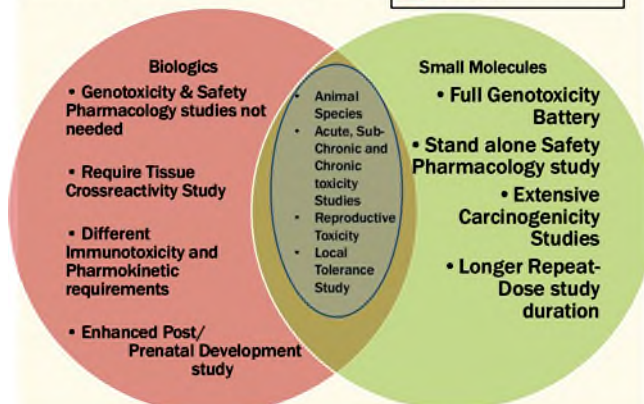 Biologics
• Genotoxicity & Safety
Pharmacology studies not
needed
• Require Tissue
Crossreactivity Study
• Different
Immunotoxicity and
Pharmokinetic
requirements
• Enhanced Post/
Prenatal Development
study
• Animal
Species
• Acute, Sub-
Chronic and
Chronic
toxicity
Studies
• Reproductive
Toxicity
• Local
Tolerance
Study
Small Molecules
• Full Genotoxicity
Battery
• Stand alone Safety
Pharmacology study
• Extensive
Carcinogenicity
Studies
• Longer Repeat-
Dose study
duration